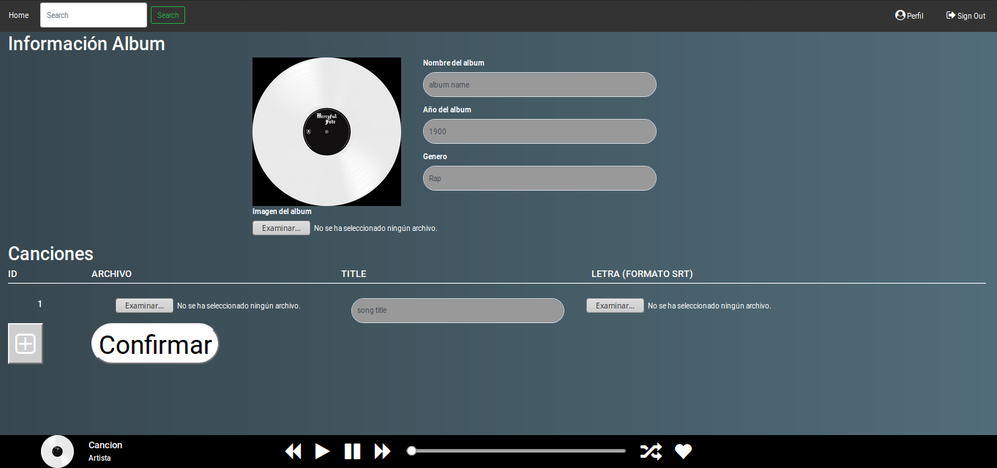 Home Search Search Perfil Sign Out
Información Album
Nombre del album
album name
Año del album
1900
Genero
Rap
Mercyful
Fate
Imagen del album
Examinar... No se ha seleccionado ningún archivo.
Canciones
ID ARCHIVO TITLE LETRA (FORMATO SRT)
1 Examinar... No se ha seleccionado ningún archivo. song title Examinar... No se ha seleccionado ningún archivo.
Confirmar
Cancion
Artista